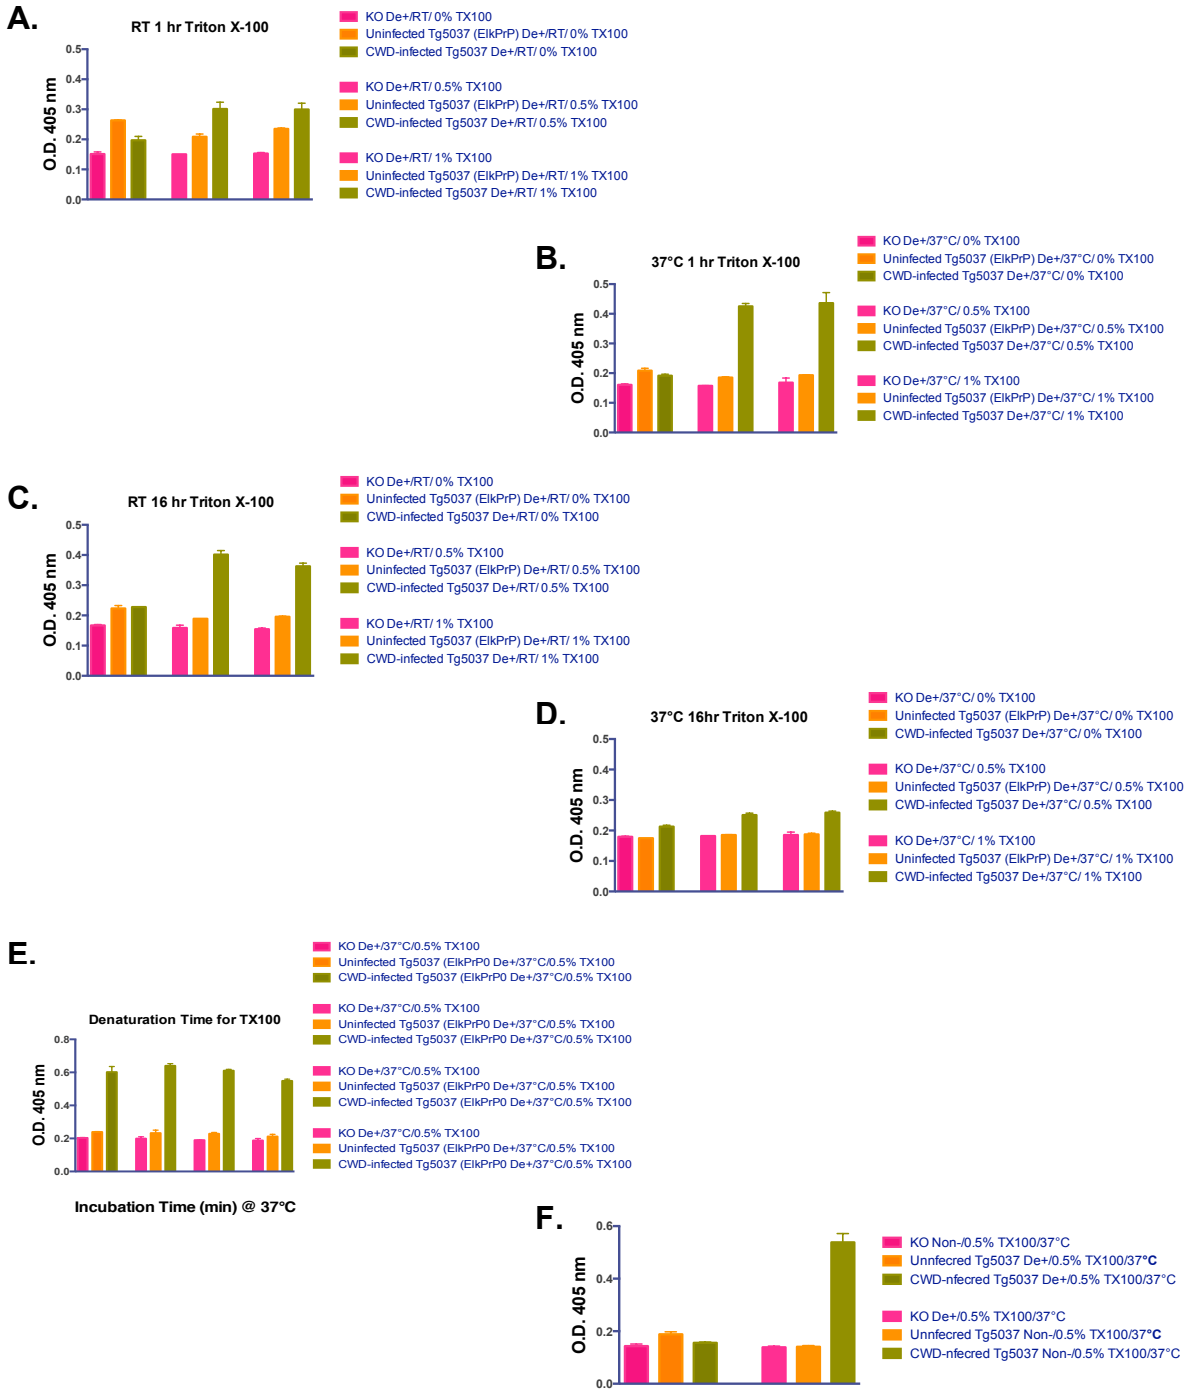 A.
RT 1 hr Triton X-100
O.D. 405 nm
0.5
0.4
0.3
0.2
0.1
0.0
KO De+/RT/ 0% TX100
Uninfected Tg5037 (ElkPrP) De+/RT/ 0% TX100
CWD-infected Tg5037 De+/RT/ 0% TX100
KO De+/RT/ 0.5% TX100
Uninfected Tg5037 (ElkPrP) De+/RT/ 0.5% TX100
CWD-infected Tg5037 De+/RT/ 0.5% TX100
KO De+/RT/ 1% TX100
Uninfected Tg5037 (ElkPrP) De+/RT/ 1% TX100
CWD-infected Tg5037 De+/RT/ 1% TX100
B.
37°C 1 hr Triton X-100
O.D. 405 nm
0.5
0.4
0.3
0.2
0.1
0.0
KO De+/37°C/ 0% TX100
Uninfected Tg5037 (ElkPrP) De+/37°C/ 0% TX100
CWD-infected Tg5037 De+/37°C/ 0% TX100
KO De+/37°C/ 0.5% TX100
Uninfected Tg5037 (ElkPrP) De+/37°C/ 0.5% TX100
CWD-infected Tg5037 De+/37°C/ 0.5% TX100
KO De+/37°C/ 1% TX100
Uninfected Tg5037 (ElkPrP) De+/37°C/ 1% TX100
CWD-infected Tg5037 De+/37°C/ 1% TX100
C.
RT 16 hr Triton X-100
O.D. 405 nm
0.5
0.4
0.3
0.2
0.1
0.0
KO De+/RT/ 0% TX100
Uninfected Tg5037 (ElkPrP) De+/RT/ 0% TX100
CWD-infected Tg5037 De+/RT/ 0% TX100
KO De+/RT/ 0.5% TX100
Uninfected Tg5037 (ElkPrP) De+/RT/ 0.5% TX100
CWD-infected Tg5037 De+/RT/ 0.5% TX100
KO De+/RT/ 1% TX100
Uninfected Tg5037 (ElkPrP) De+/RT/ 1% TX100
CWD-infected Tg5037 De+/RT/ 1% TX100
D.
37°C 16hr Triton X-100
O.D. 405 nm
0.5
0.4
0.3
0.2
0.1
0.0
KO De+/37°C/ 0% TX100
Uninfected Tg5037 (ElkPrP) De+/37°C/ 0% TX100
CWD-infected Tg5037 De+/37°C/ 0% TX100
KO De+/37°C/ 0.5% TX100
Uninfected Tg5037 (ElkPrP) De+/37°C/ 0.5% TX100
CWD-infected Tg5037 De+/37°C/ 0.5% TX100
KO De+/37°C/ 1% TX100
Uninfected Tg5037 (ElkPrP) De+/37°C/ 1% TX100
CWD-infected Tg5037 De+/37°C/ 1% TX100
E.
Denaturation Time for TX100
O.D. 405 nm
0.8
0.6
0.4
0.2
0.0
Incubation Time (min) @ 37°C
KO De+/37°C/0.5% TX100
Uninfected Tg5037 (ElkPrP0 De+/37°C/0.5% TX100
CWD-infected Tg5037 (ElkPrP0 De+/37°C/0.5% TX100
KO De+/37°C/0.5% TX100
Uninfected Tg5037 (ElkPrP0 De+/37°C/0.5% TX100
CWD-infected Tg5037 (ElkPrP0 De+/37°C/0.5% TX100
KO De+/37°C/0.5% TX100
Uninfected Tg5037 (ElkPrP0 De+/37°C/0.5% TX100
CWD-infected Tg5037 (ElkPrP0 De+/37°C/0.5% TX100
KO De+/37°C/0.5% TX100
Uninfected Tg5037 (ElkPrP0 De+/37°C/0.5% TX100
CWD-infected Tg5037 (ElkPrP0 De+/37°C/0.5% TX100
F.
O.D. 405 nm
0.6
0.4
0.2
0.0
KO Non-/0.5% TX100/37°C
Unnfecred Tg5037 De+/0.5% TX100/37°C
CWD-nfecred Tg5037 De+/0.5% TX100/37°C
KO De+/0.5% TX100/37°C
Unnfecred Tg5037 Non-/0.5% TX100/37°C
CWD-nfecred Tg5037 Non-/0.5% TX100/37°C